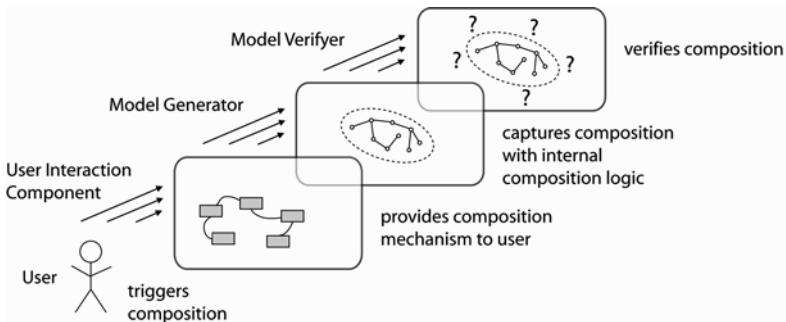 Model Verifyer
? ? ? ? ?
verifies composition
Model Generator
captures composition
with internal
composition logic
User Interaction
Component
provides composition
mechanism to user
User
triggers
composition